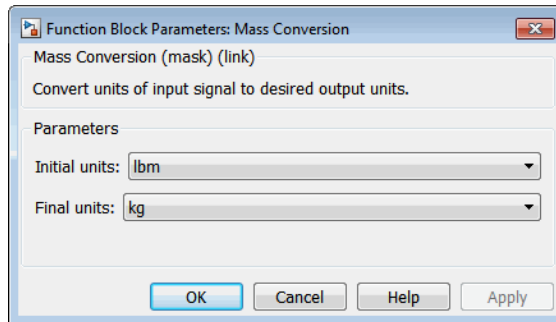 Function Block Parameters: Mass Conversion
Mass Conversion (mask) (link)
Convert units of input signal to desired output units.
Parameters
Initial units: lbm
Final units: kg
OK Cancel Help Apply